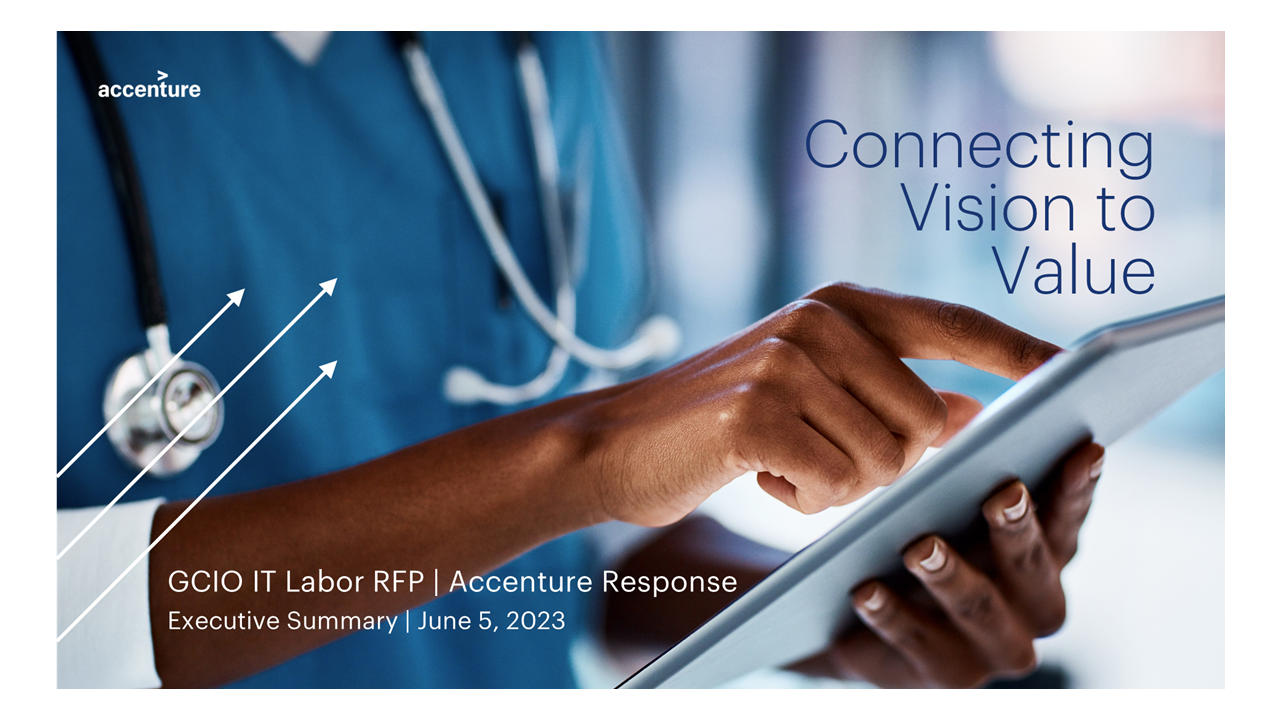 accenture
Connecting
Vision to
Value
GCIO IT Labor RFP | Accenture Response
Executive Summary | June 5, 2023